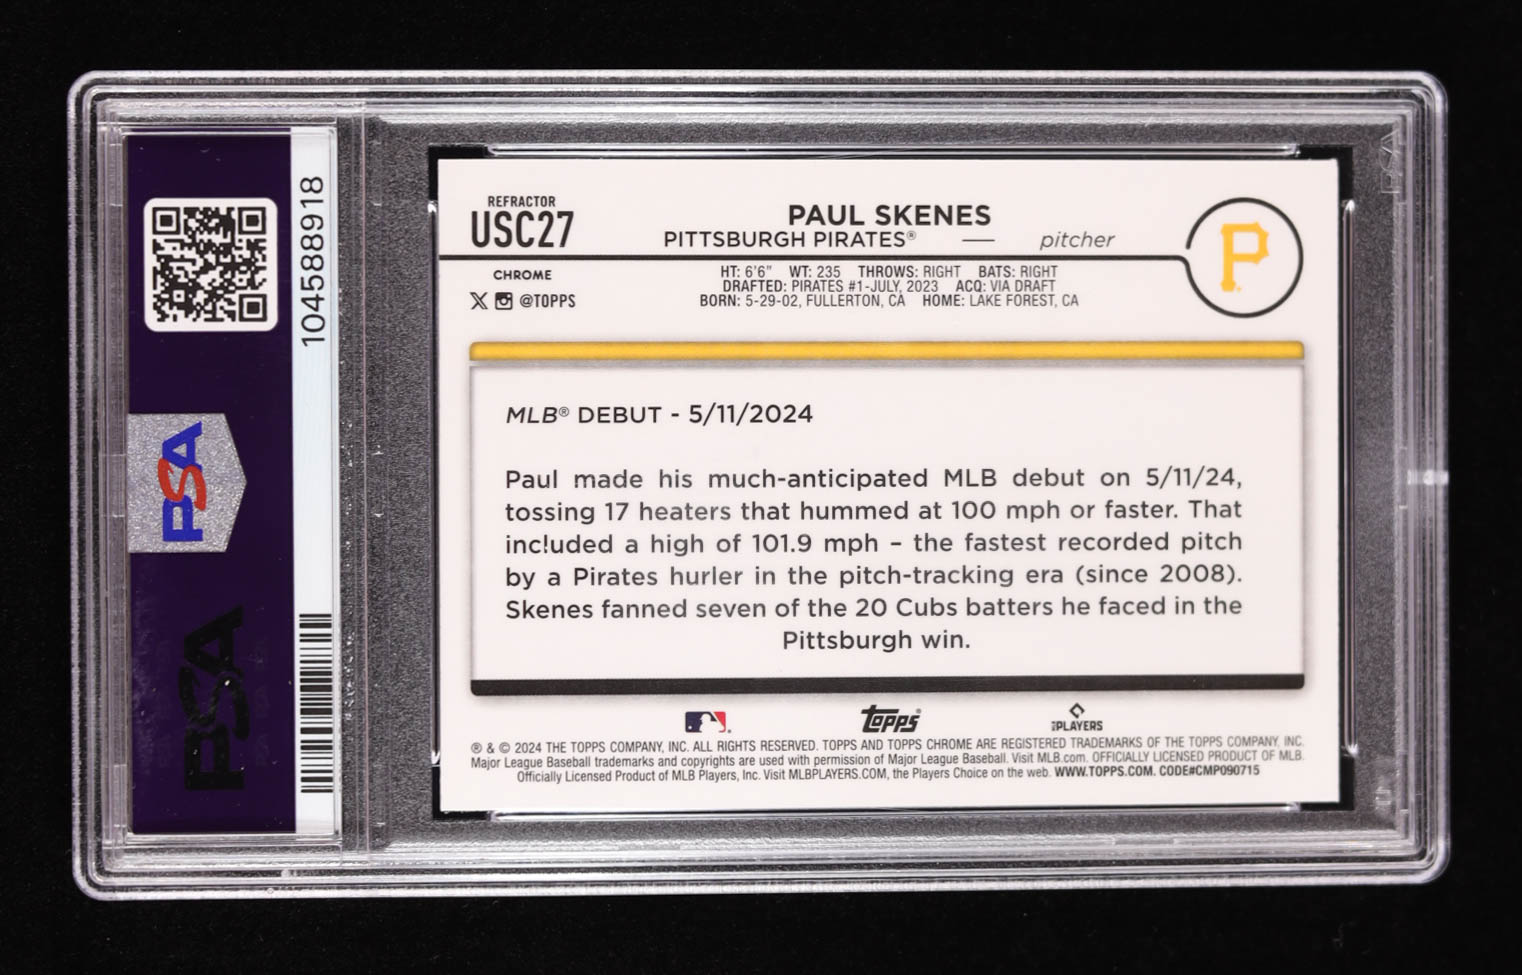 104588918
PSA
PSA
REFRACTOR
USC27
CHROME
@TOPPS
PAUL SKENES
PITTSBURGH PIRATES® — pitcher
P
HT: 6'6" WT: 235 THROWS: RIGHT BATS: RIGHT
DRAFTED: PIRATES #1-JULY, 2023 ACQ: VIA DRAFT
BORN: 5-29-02, FULLERTON, CA HOME: LAKE FOREST, CA
MLB® DEBUT - 5/11/2024
Paul made his much-anticipated MLB debut on 5/11/24,
tossing 17 heaters that hummed at 100 mph or faster. That
included a high of 101.9 mph – the fastest recorded pitch
by a Pirates hurler in the pitch-tracking era (since 2008).
Skenes fanned seven of the 20 Cubs batters he faced in the
Pittsburgh win.
Topps®
PLAYERS
® & © 2024 THE TOPPS COMPANY, INC. ALL RIGHTS RESERVED. TOPPS AND TOPPS CHROME ARE REGISTERED TRADEMARKS OF THE TOPPS COMPANY, INC.
Major League Baseball trademarks and copyrights are used with permission of Major League Baseball. Visit MLB.com. OFFICIALLY LICENSED PRODUCT OF MLB.
Officially Licensed Product of MLB Players, Inc. Visit MLBPLAYERS.COM, the Players Choice on the web. WWW.TOPPS.COM. CODE#CMP090715